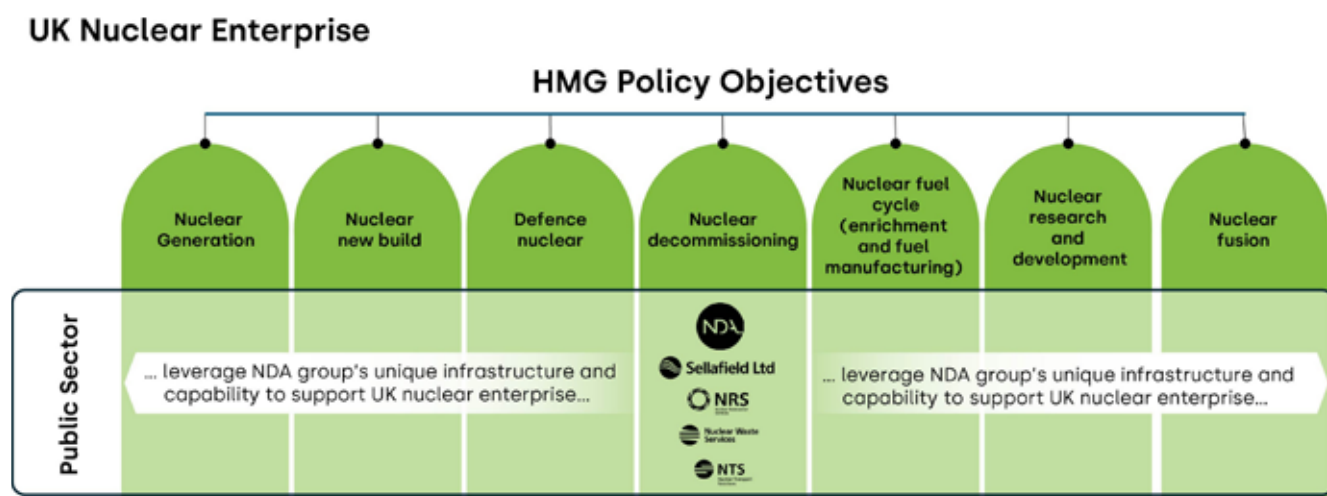 UK Nuclear Enterprise
HMG Policy Objectives
Nuclear
Generation
Nuclear
new build
Defence
nuclear
Nuclear
decommissioning
Nuclear fuel
cycle
(enrichment
and fuel
manufacturing)
Nuclear
research
and
development
Nuclear
fusion
Public Sector
... leverage NDA group's unique infrastructure and
capability to support UK nuclear enterprise...
NDA
Sellafield Ltd
NRS
Nuclear Waste
Services
NTS
... leverage NDA group's unique infrastructure and
capability to support UK nuclear enterprise...